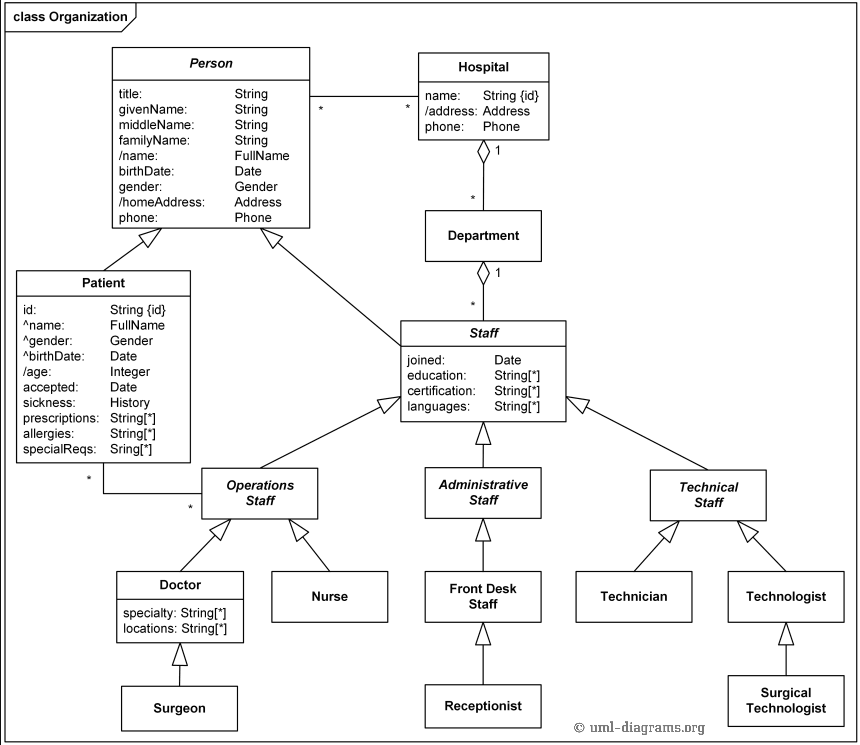 class Organization
Person
title: String
givenName: String
middleName: String
familyName: String
/name: FullName
birthDate: Date
gender: Gender
/homeAddress: Address
phone: Phone
* *
Hospital
name: String {id}
/address: Address
phone: Phone
1
*
Department
1
*
Patient
id: String {id}
^name: FullName
^gender: Gender
^birthDate: Date
/age: Integer
accepted: Date
sickness: History
prescriptions: String[*]
allergies: String[*]
specialReqs: Sring[*]
*
*
Staff
joined: Date
education: String[*]
certification: String[*]
languages: String[*]
Operations
Staff
Administrative
Staff
Technical
Staff
Doctor
specialty: String[*]
locations: String[*]
Nurse
Front Desk
Staff
Technician
Technologist
Surgeon
Receptionist
Surgical
Technologist
© uml-diagrams.org